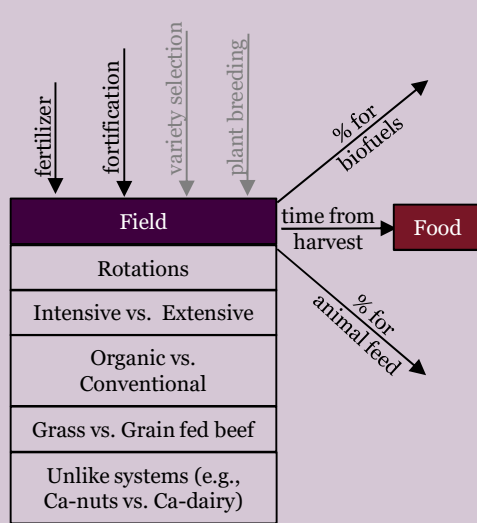 fertilizer
fortification
variety selection
plant breeding
% for
biofuels
Field
time from
harvest
Food
Rotations
% for
animal feed
Intensive vs. Extensive
Organic vs.
Conventional
Grass vs. Grain fed beef
Unlike systems (e.g.,
Ca-nuts vs. Ca-dairy)